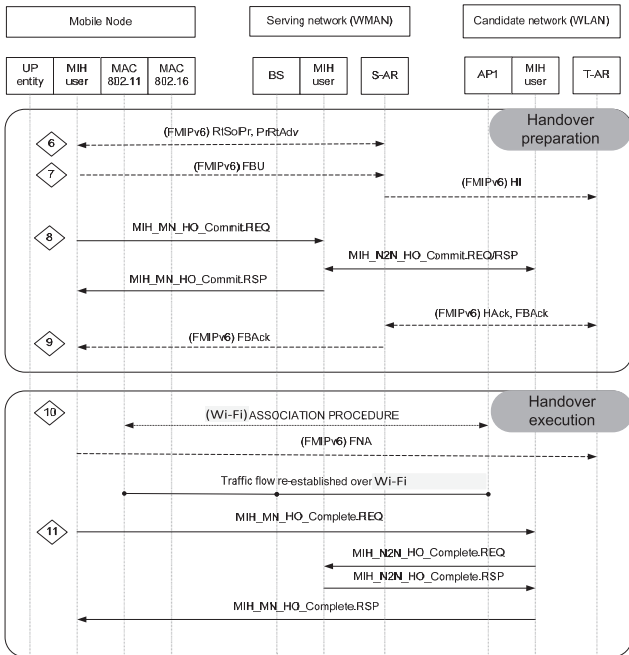 Mobile Node
Serving network (WMAN)
Candidate network (WLAN)
UP entity
MIH user
MAC 802.11
MAC 802.16
BS
MIH user
S-AR
AP1
MIH user
T-AR
Handover preparation
6
(FMIPv6) RtSolPr, PrRtAdv
7
(FMIPv6) FBU
(FMIPv6) HI
8
MIH_MN_HO_Commit.REQ
MIH_N2N_HO_Commit.REQ/RSP
MIH_MN_HO_Commit.RSP
(FMIPv6) HAck, FBAck
9
(FMIPv6) FBAck
Handover execution
10
(Wi-Fi) ASSOCIATION PROCEDURE
(FMIPv6) FNA
Traffic flow re-established over Wi-Fi
11
MIH_MN_HO_Complete.REQ
MIH_N2N_HO_Complete.REQ
MIH_N2N_HO_Complete.RSP
MIH_MN_HO_Complete.RSP